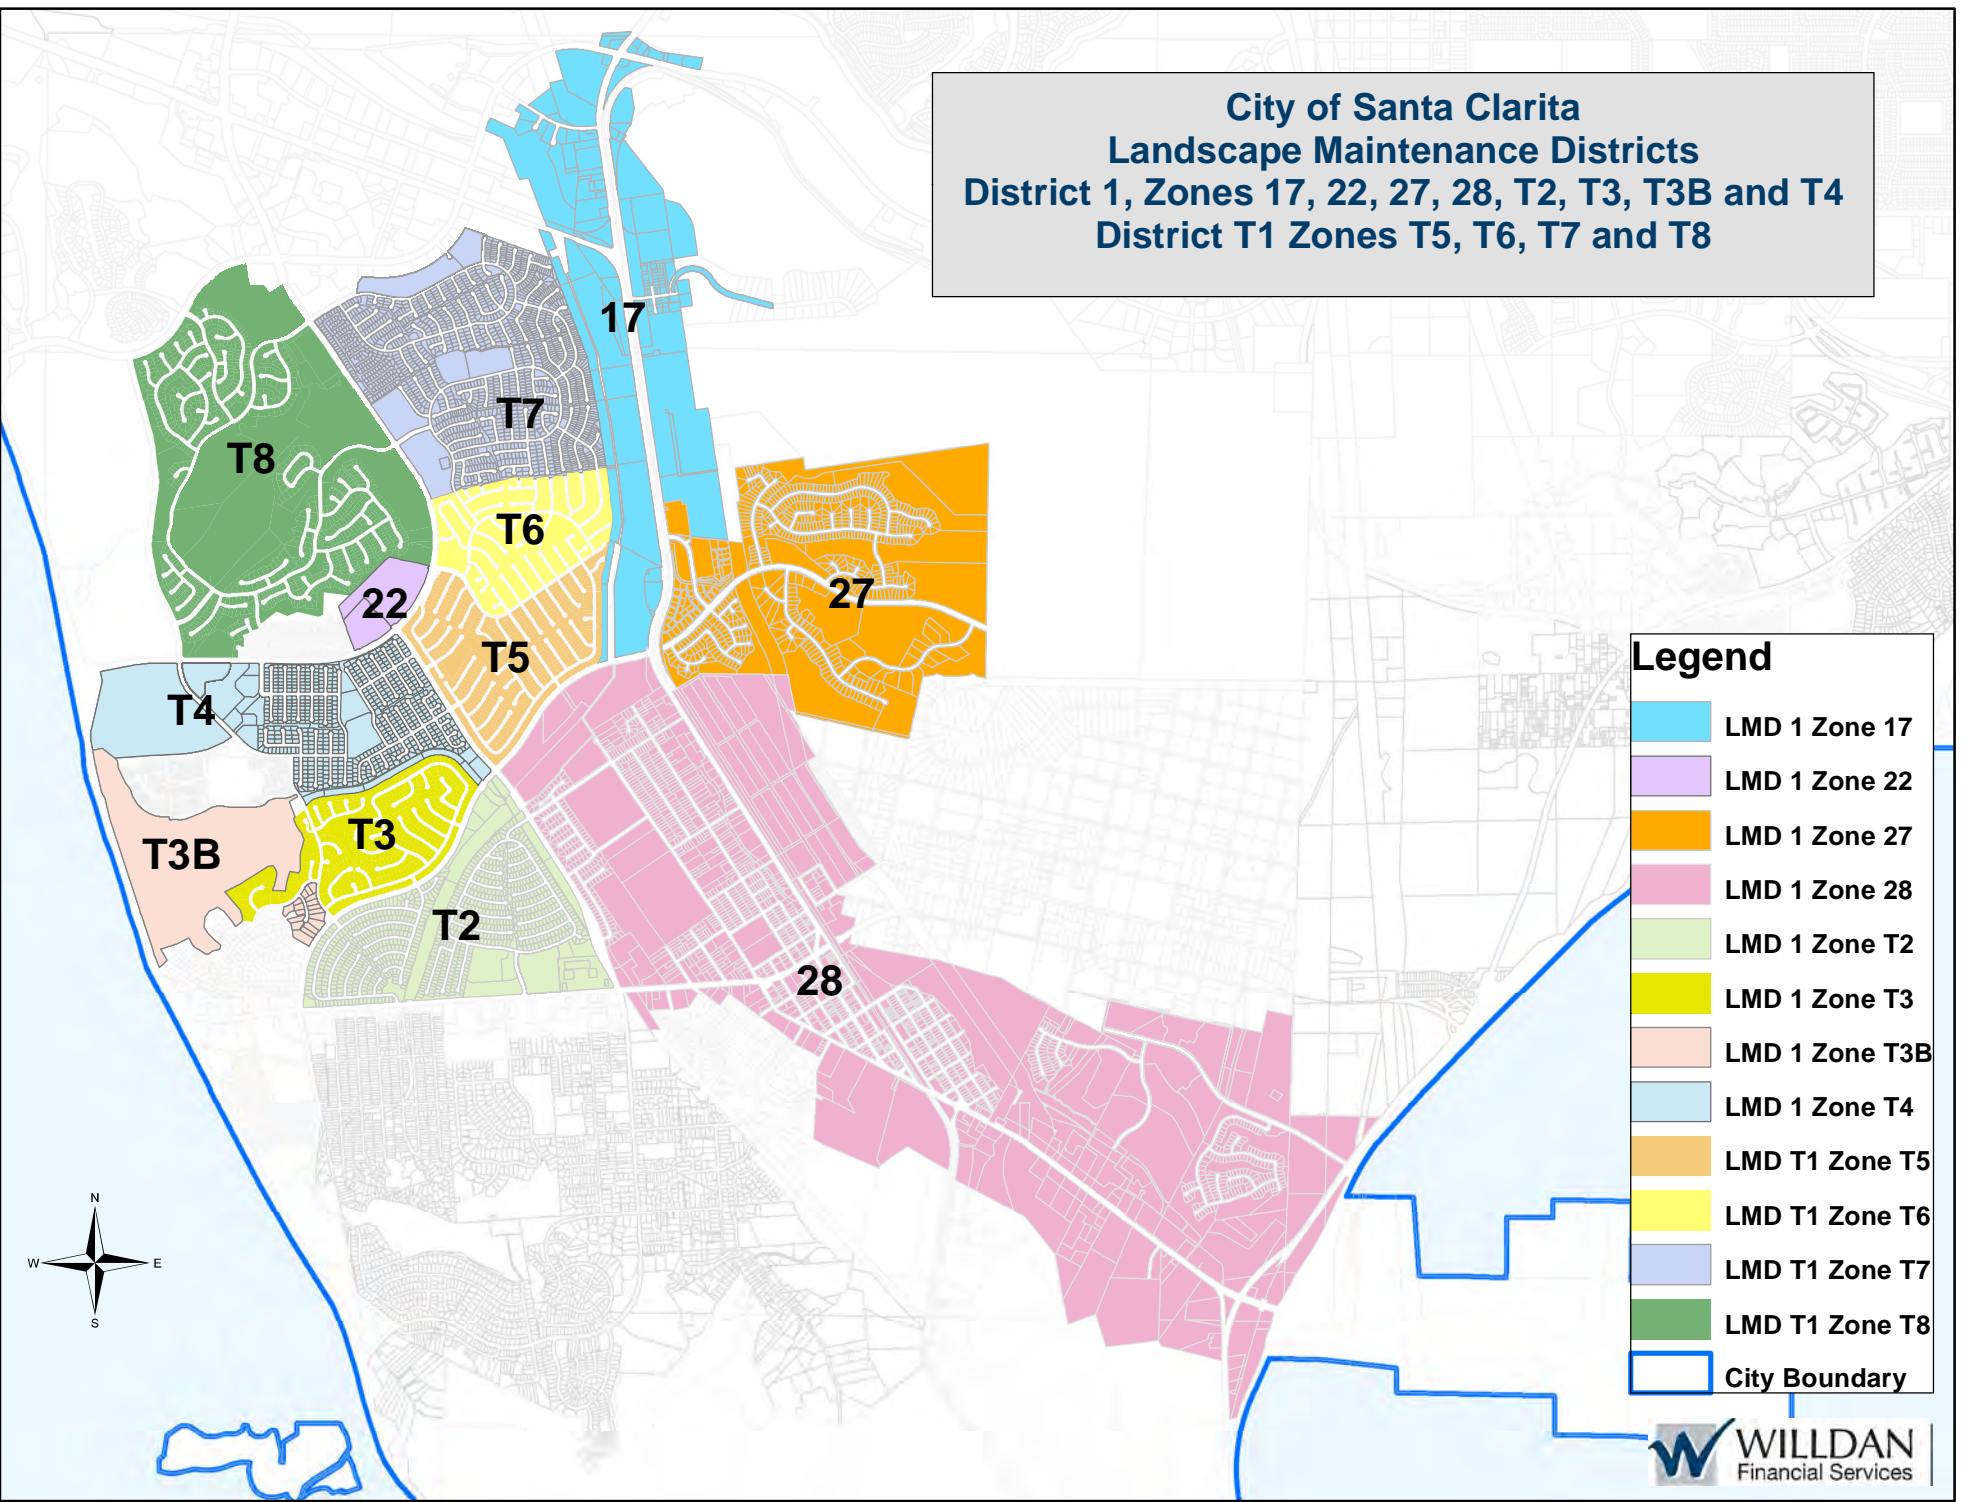 City of Santa Clarita
Landscape Maintenance Districts
District 1, Zones 17, 22, 27, 28, T2, T3, T3B and T4
District T1 Zones T5, T6, T7 and T8
17
T7
T8
T6
27
22
T5
T4
T3
T3B
T2
28
Legend
LMD 1 Zone 17
LMD 1 Zone 22
LMD 1 Zone 27
LMD 1 Zone 28
LMD 1 Zone T2
LMD 1 Zone T3
LMD 1 Zone T3B
LMD 1 Zone T4
LMD T1 Zone T5
LMD T1 Zone T6
LMD T1 Zone T7
LMD T1 Zone T8
City Boundary
N
W E
S
W WILLDAN
Financial Services